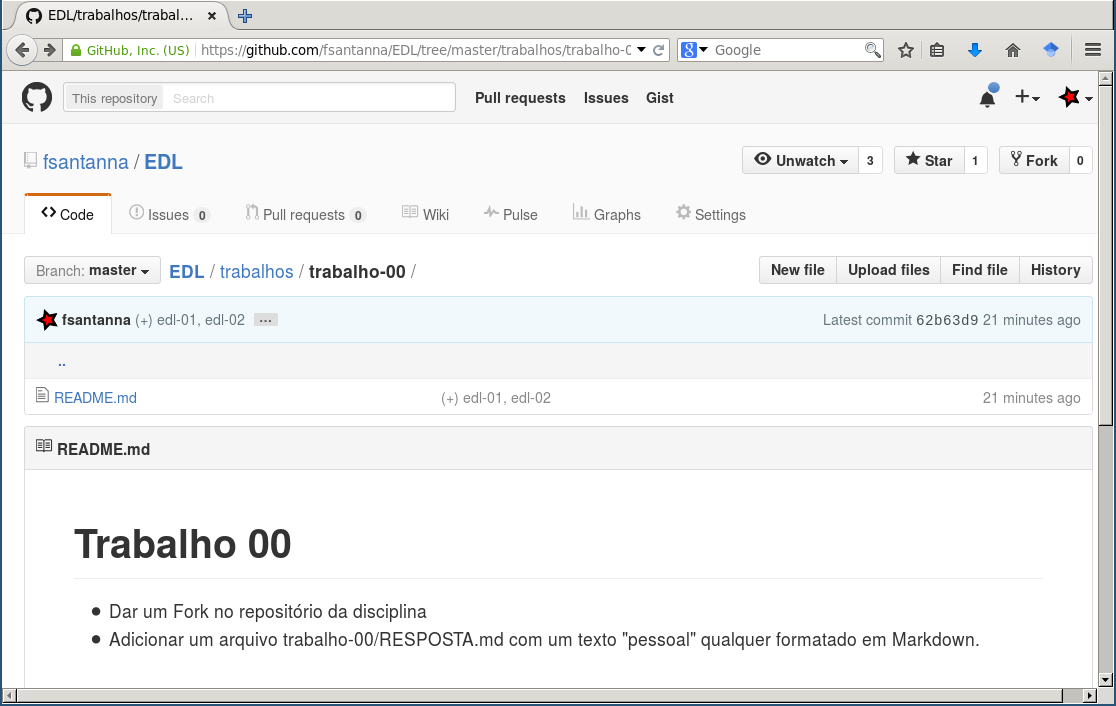 EDL/trabalhos/trabal...
GitHub, Inc. (US) https://github.com/fsantanna/EDL/tree/master/trabalhos/trabalho-0 Google
This repository Search Pull requests Issues Gist
fsantanna / EDL Unwatch 3 Star 1 Fork 0
Code Issues 0 Pull requests 0 Wiki Pulse Graphs Settings
Branch: master EDL / trabalhos / trabalho-00 / New file Upload files Find file History
fsantanna (+) edl-01, edl-02 ... Latest commit 62b63d9 21 minutes ago
..
README.md (+) edl-01, edl-02 21 minutes ago
README.md
Trabalho 00
• Dar um Fork no repositório da disciplina
• Adicionar um arquivo trabalho-00/RESPOSTA.md com um texto "pessoal" qualquer formatado em Markdown.